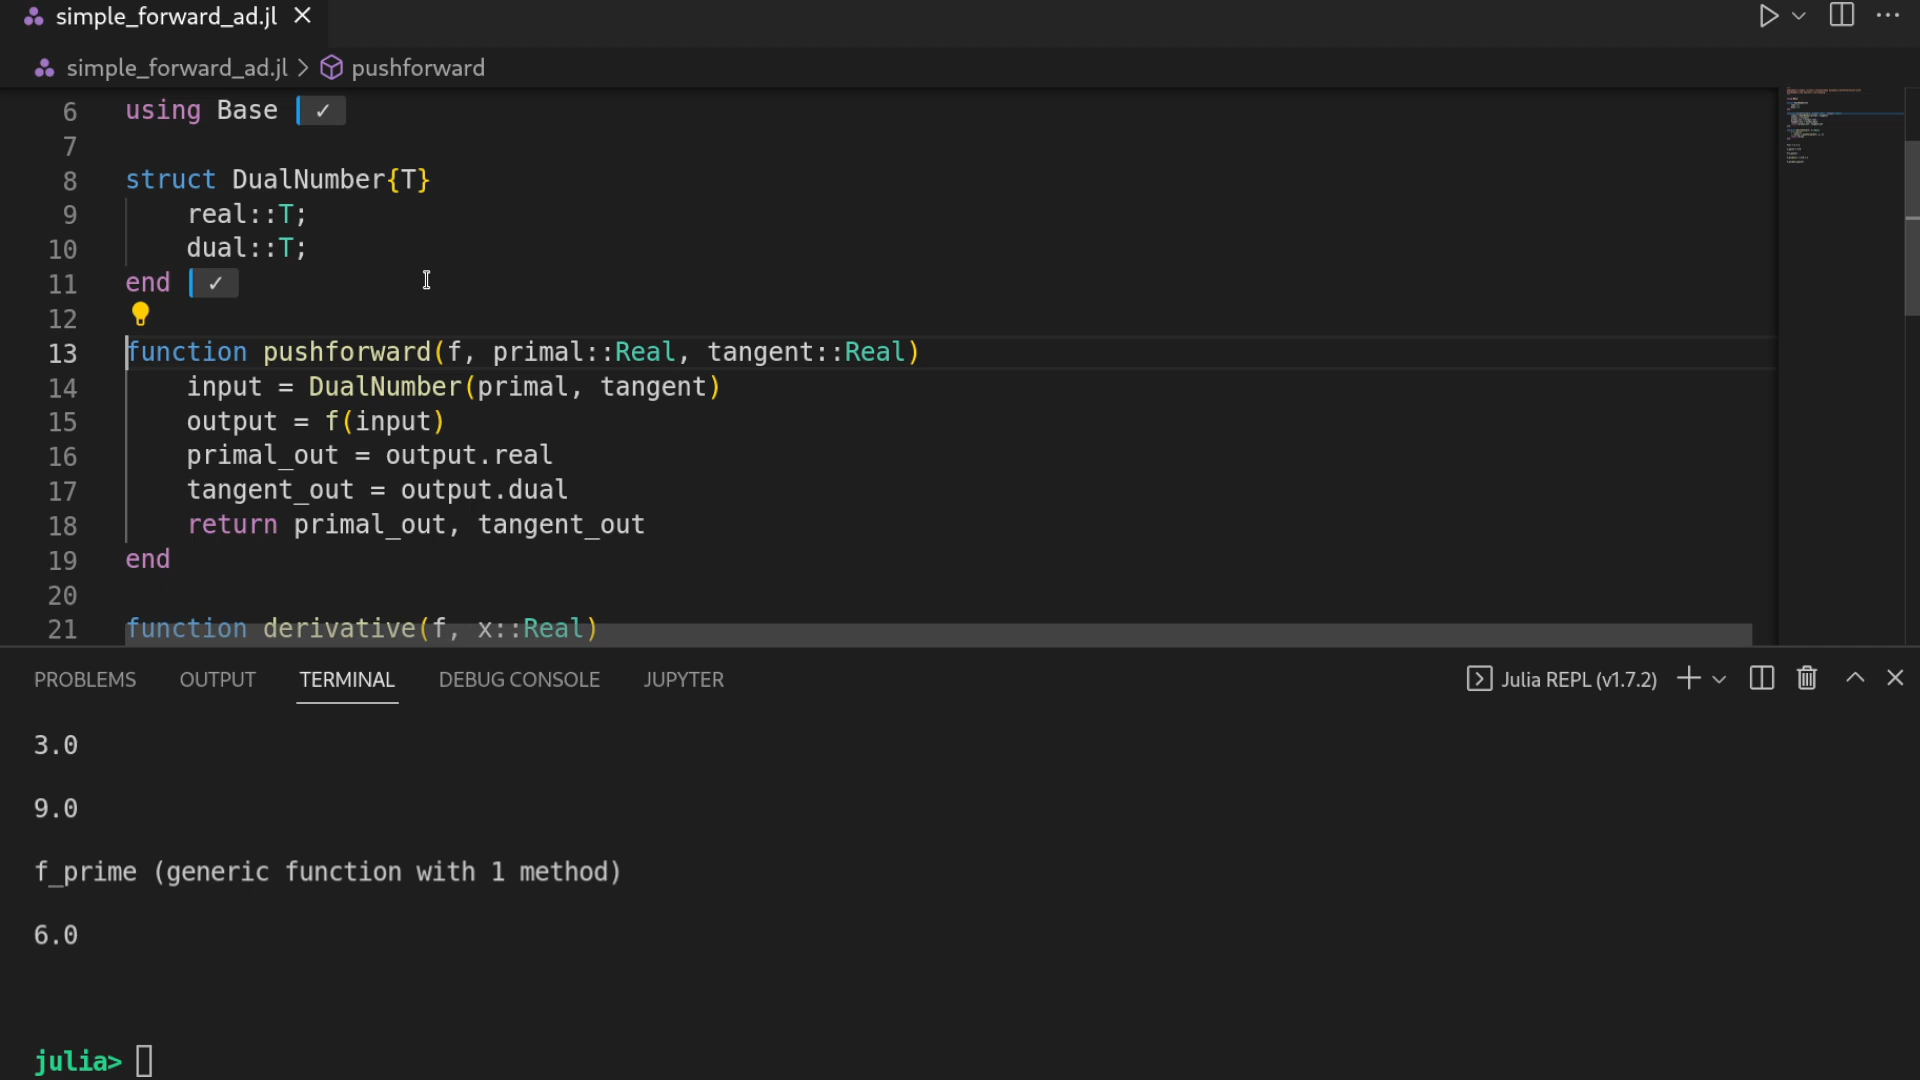 simple_forward_ad.jl
simple_forward_ad.jl > pushforward
6 using Base ✓
7
8 struct DualNumber{T}
9 real::T;
10 dual::T;
11 end ✓
12
13 function pushforward(f, primal::Real, tangent::Real)
14 input = DualNumber(primal, tangent)
15 output = f(input)
16 primal_out = output.real
17 tangent_out = output.dual
18 return primal_out, tangent_out
19 end
20
21 function derivative(f, x::Real)
PROBLEMS OUTPUT TERMINAL DEBUG CONSOLE JUPYTER Julia REPL (v1.7.2)
3.0
9.0
f_prime (generic function with 1 method)
6.0
julia>